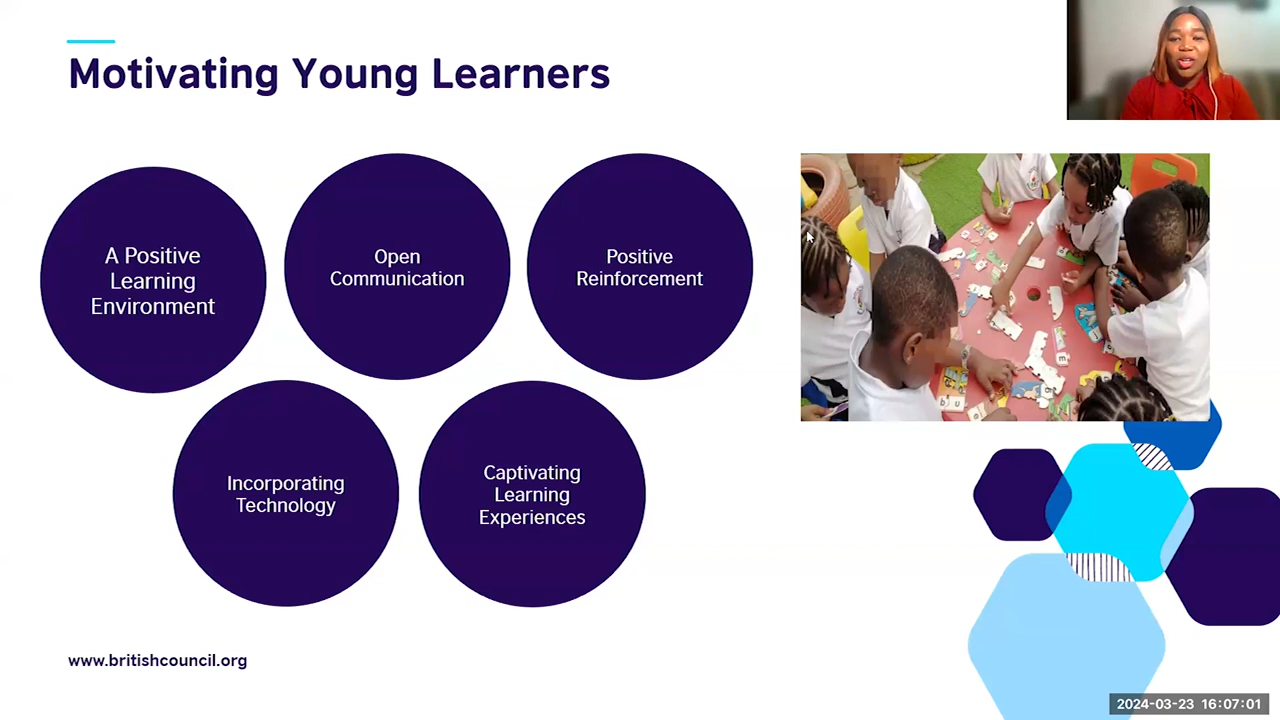 Motivating Young Learners
A Positive
Learning
Environment
Open
Communication
Positive
Reinforcement
Incorporating
Technology
Captivating
Learning
Experiences
www.britishcouncil.org
2024-03-23 16:07:01